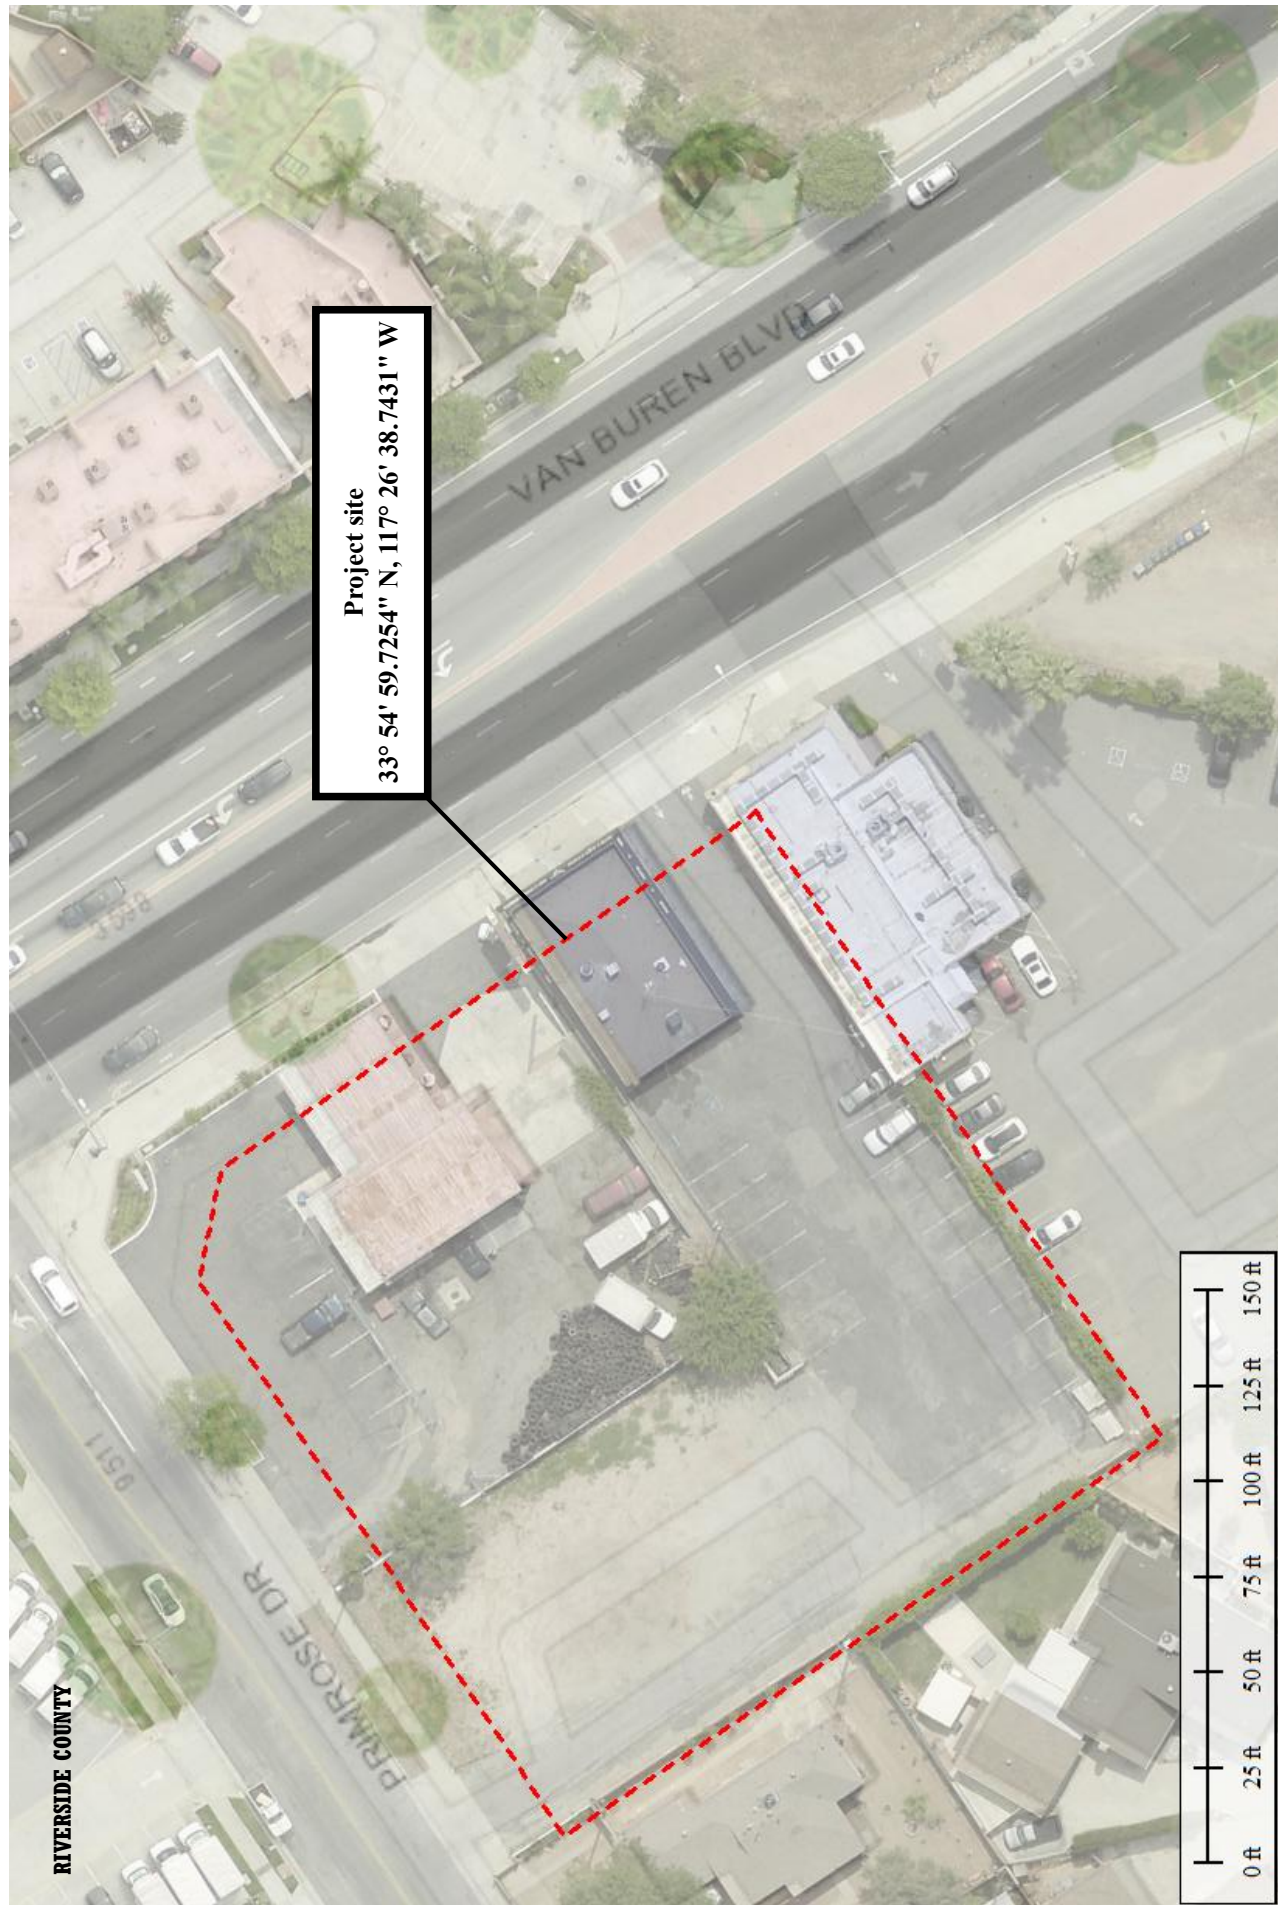 RIVERSIDE COUNTY
Project site
33° 54' 59.7254" N, 117° 26' 38.7431" W
VAN BUREN BLVD
PRIMROSE DR
9511
0 ft 25 ft 50 ft 75 ft 100 ft 125 ft 150 ft